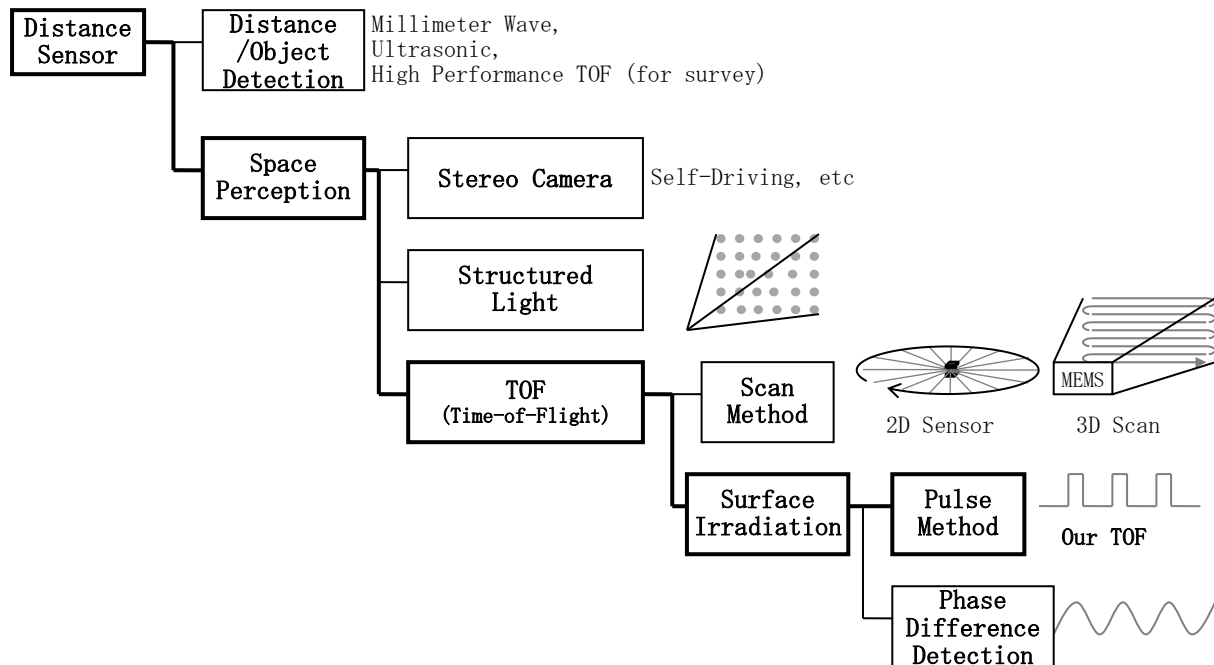 Distance
Sensor
Distance
/Object
Detection
Millimeter Wave,
Ultrasonic,
High Performance TOF (for survey)
Space
Perception
Stereo Camera
Self-Driving, etc
Structured
Light
TOF
(Time-of-Flight)
Scan
Method
MEMS
2D Sensor
3D Scan
Surface
Irradiation
Pulse
Method
Our TOF
Phase
Difference
Detection